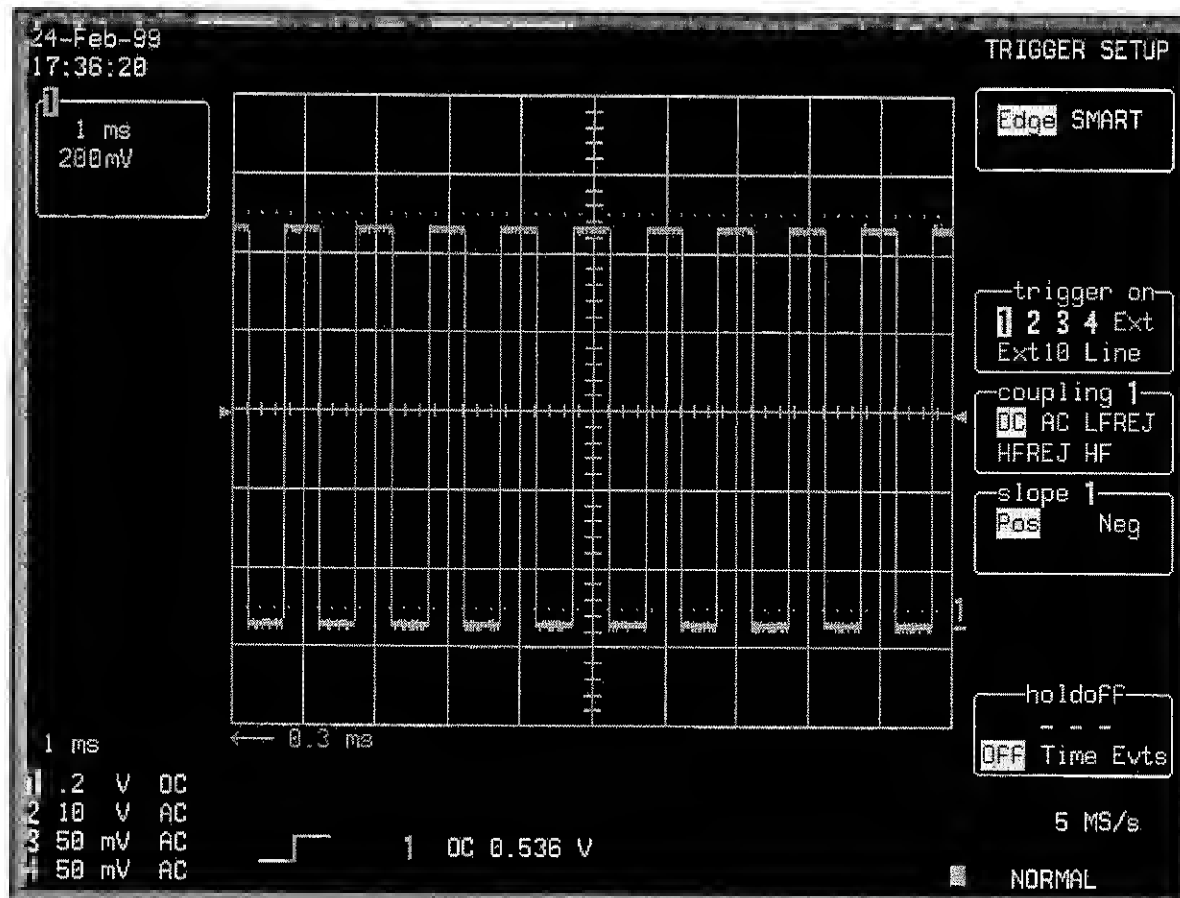 24-Feb-99
17:36:20
TRIGGER SETUP
1
1 ms
200mV
Edge SMART
trigger on
1 2 3 4 Ext
Ext10 Line
coupling 1
DC AC LFREJ
HFREJ HF
slope 1
Pos Neg
1
holdoff
- - -
OFF Time Evts
← 0.3 ms
1 ms
1 .2 V DC
2 10 V AC
3 50 mV AC
4 50 mV AC
1 DC 0.536 V
5 MS/s
NORMAL